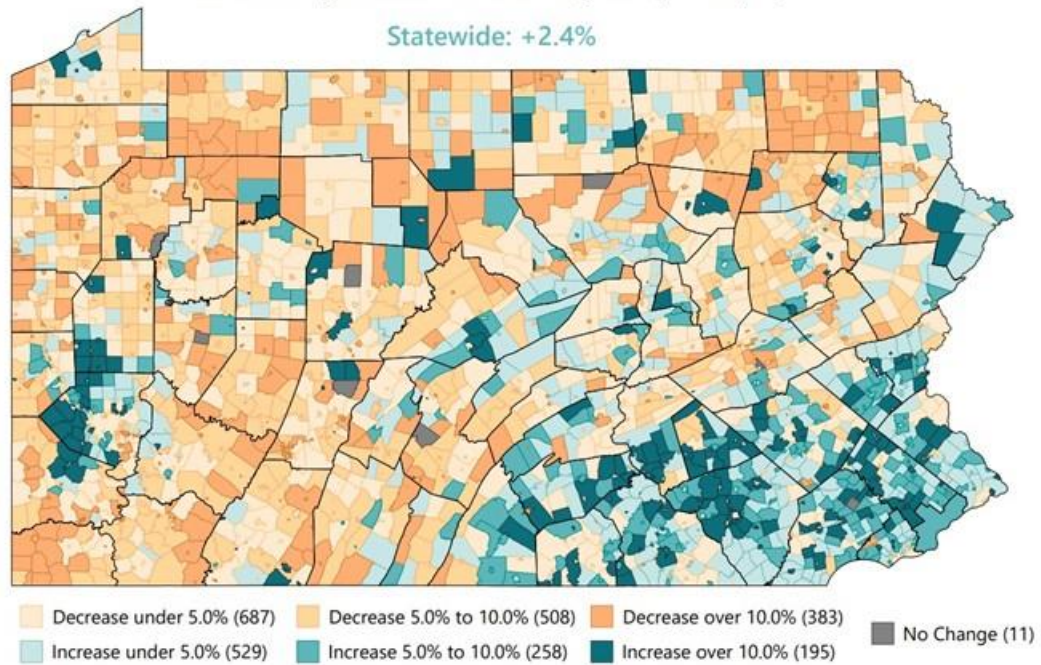 Statewide: +2.4%
Decrease under 5.0% (687)
Decrease 5.0% to 10.0% (508)
Decrease over 10.0% (383)
No Change (11)
Increase under 5.0% (529)
Increase 5.0% to 10.0% (258)
Increase over 10.0% (195)